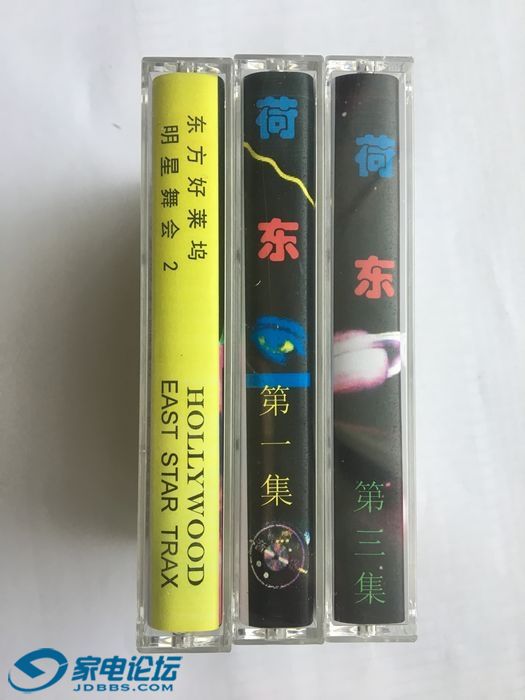 东方好莱坞
明星舞会 2
HOLLYWOOD
EAST STAR TRAX
荷东
第一集
荷东
第三集
家电论坛
JDBBS.COM